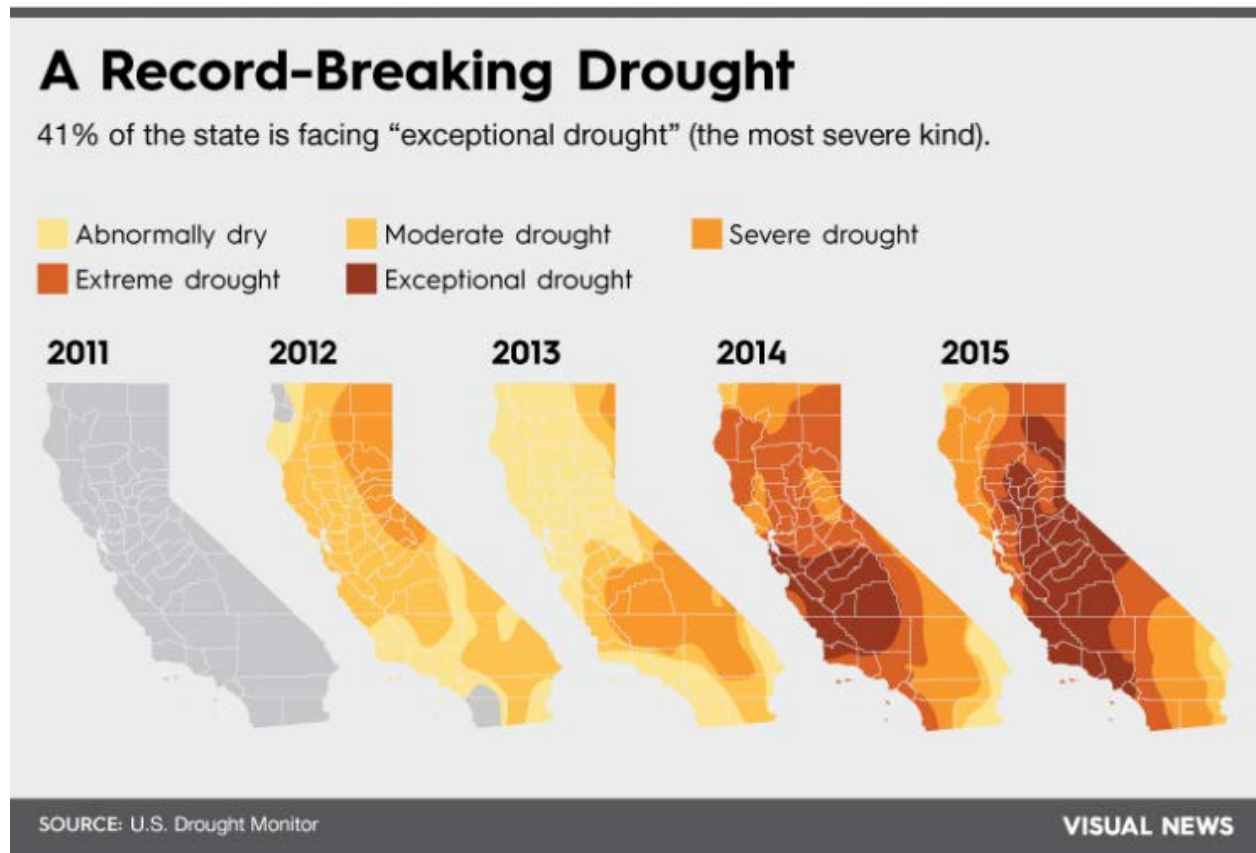 A Record-Breaking Drought
41% of the state is facing “exceptional drought” (the most severe kind).
Abnormally dry
Moderate drought
Severe drought
Extreme drought
Exceptional drought
2011
2012
2013
2014
2015
SOURCE: U.S. Drought Monitor
VISUAL NEWS